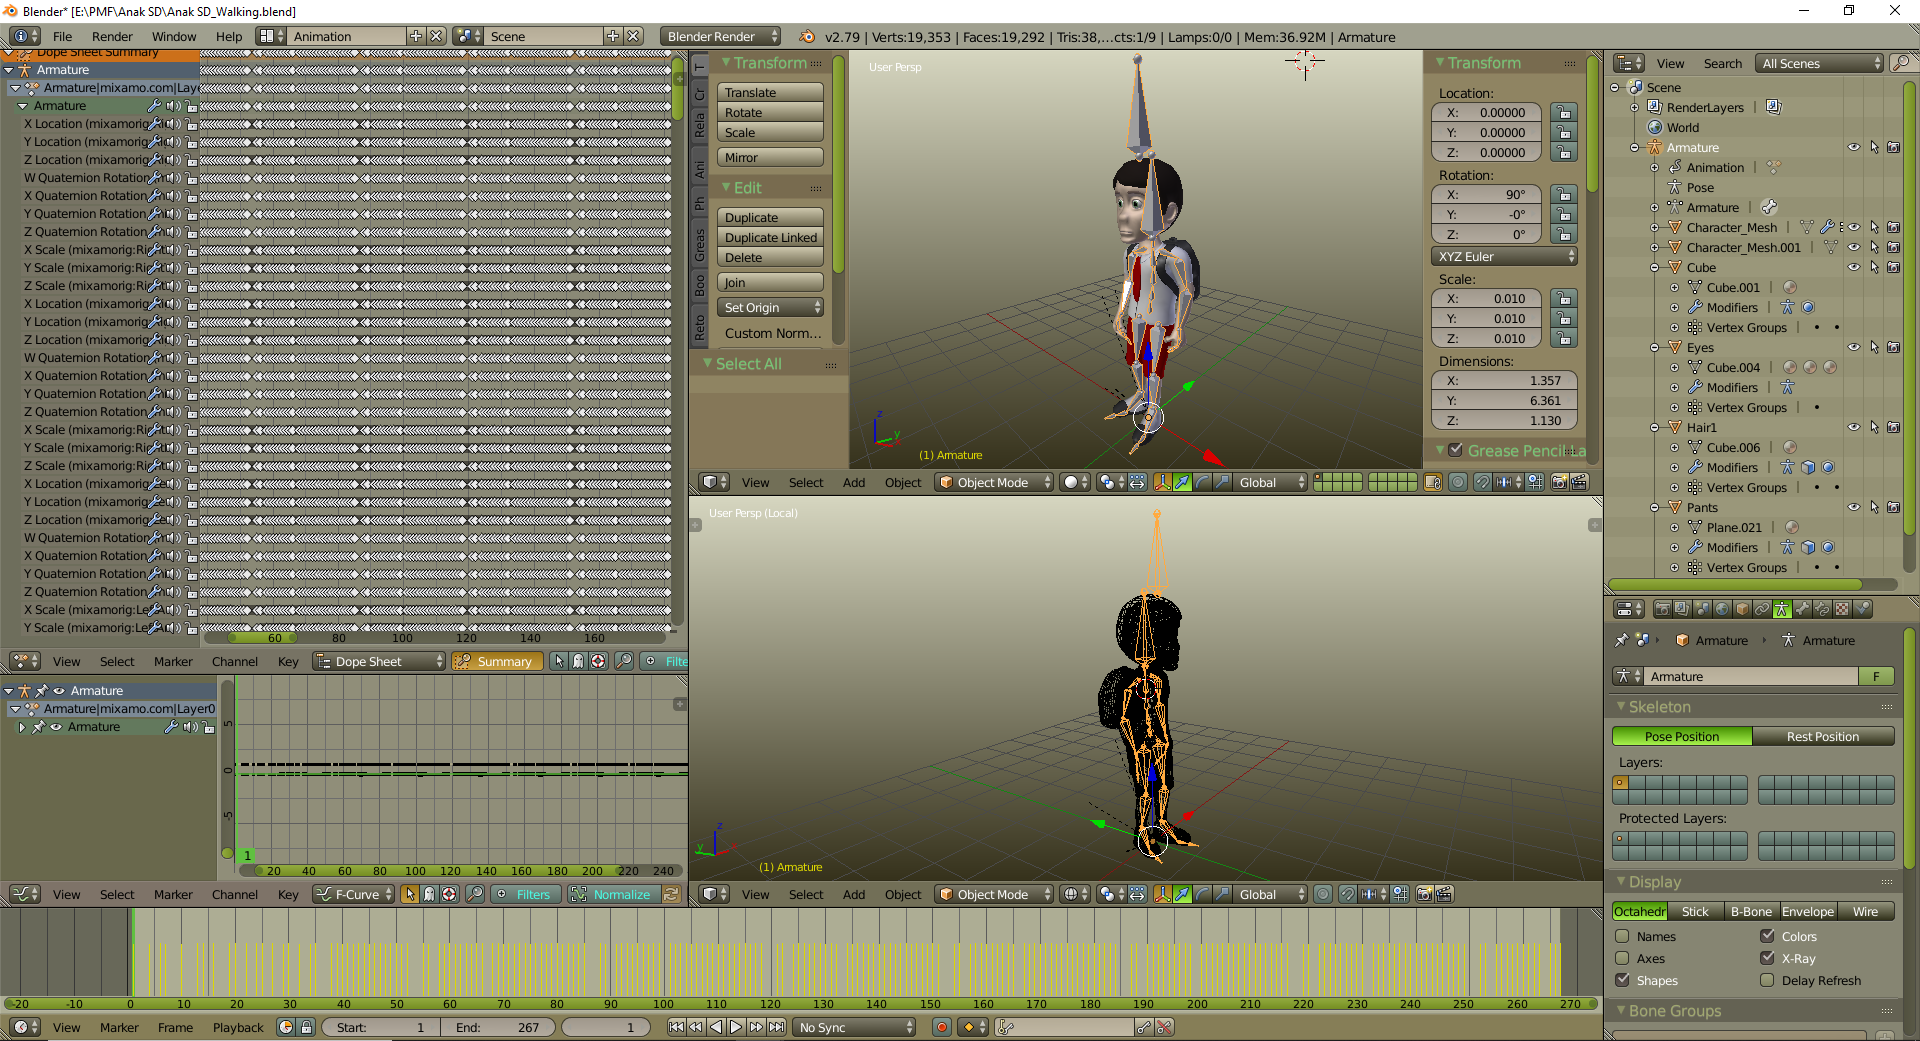 Blender* [E:\PMF\Anak SD\Anak SD_Walking.blend]
File Render Window Help Animation Scene Blender Render v2.79 | Verts:19,353 | Faces:19,292 | Tris:38,...cts:1/9 | Lamps:0/0 | Mem:36.92M | Armature
Dope Sheet Summary
Armature
Armature|mixamo.com|Laye
Armature
X Location (mixamorig:
Y Location (mixamorig:
Z Location (mixamorig:
W Quaternion Rotation
X Quaternion Rotation
Y Quaternion Rotation
Z Quaternion Rotation
X Scale (mixamorig:Rig
Y Scale (mixamorig:Rig
Z Scale (mixamorig:Rig
X Location (mixamorig:
Y Location (mixamorig:
Z Location (mixamorig:
W Quaternion Rotation
X Quaternion Rotation
Y Quaternion Rotation
Z Quaternion Rotation
X Scale (mixamorig:Rig
Y Scale (mixamorig:Rig
Z Scale (mixamorig:Rig
X Location (mixamorig:
Y Location (mixamorig:
Z Location (mixamorig:
W Quaternion Rotation
X Quaternion Rotation
Y Quaternion Rotation
Z Quaternion Rotation
X Scale (mixamorig:Le
Y Scale (mixamorig:Le
60 80 100 120 140 160
View Select Marker Channel Key Dope Sheet Summary Filte
Armature
Armature|mixamo.com|Layer0
Armature
5
0
-5
1
20 40 60 80 100 120 140 160 180 200 220 240
View Select Marker Channel Key F-Curve Filters Normalize
T
Cr
Rela
Ani
Ph
Greas
Boo
Reto
Transform
Translate
Rotate
Scale
Mirror
Edit
Duplicate
Duplicate Linked
Delete
Join
Set Origin
Custom Norm...
Select All
User Persp
z
y
(1) Armature
Transform
Location:
X: 0.00000
Y: 0.00000
Z: 0.00000
Rotation:
X: 90°
Y: -0°
Z: 0°
XYZ Euler
Scale:
X: 0.010
Y: 0.010
Z: 0.010
Dimensions:
X: 1.357
Y: 6.361
Z: 1.130
Grease Pencil La
View Select Add Object Object Mode Global
User Persp (Local)
z
y
(1) Armature
View Select Add Object Object Mode Global
View Search All Scenes
Scene
RenderLayers |
World
Armature
Animation |
Pose
Armature |
Character_Mesh |
Character_Mesh.001 |
Cube
Cube.001 |
Modifiers |
Vertex Groups |
Eyes
Cube.004 |
Modifiers |
Vertex Groups |
Hair1
Cube.006 |
Modifiers |
Vertex Groups |
Pants
Plane.021 |
Modifiers |
Vertex Groups |
Armature Armature
Armature F
Skeleton
Pose Position Rest Position
Layers:
Protected Layers:
Display
Octahedr Stick B-Bone Envelope Wire
Names Colors
Axes X-Ray
Shapes Delay Refresh
Bone Groups
-20 -10 0 10 20 30 40 50 60 70 80 90 100 110 120 130 140 150 160 170 180 190 200 210 220 230 240 250 260 270
View Marker Frame Playback Start: 1 End: 267 1 No Sync